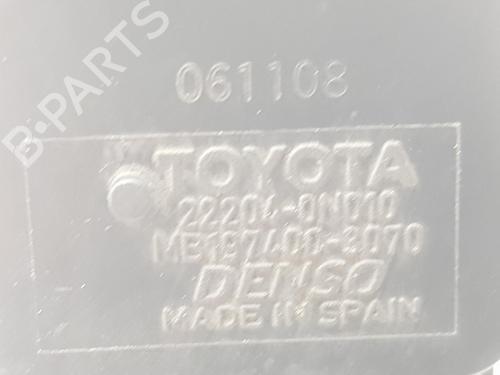 061108
TOYOTA
22204-0N010
MB197400-3070
DENSO
MADE IN SPAIN
B-PARTS